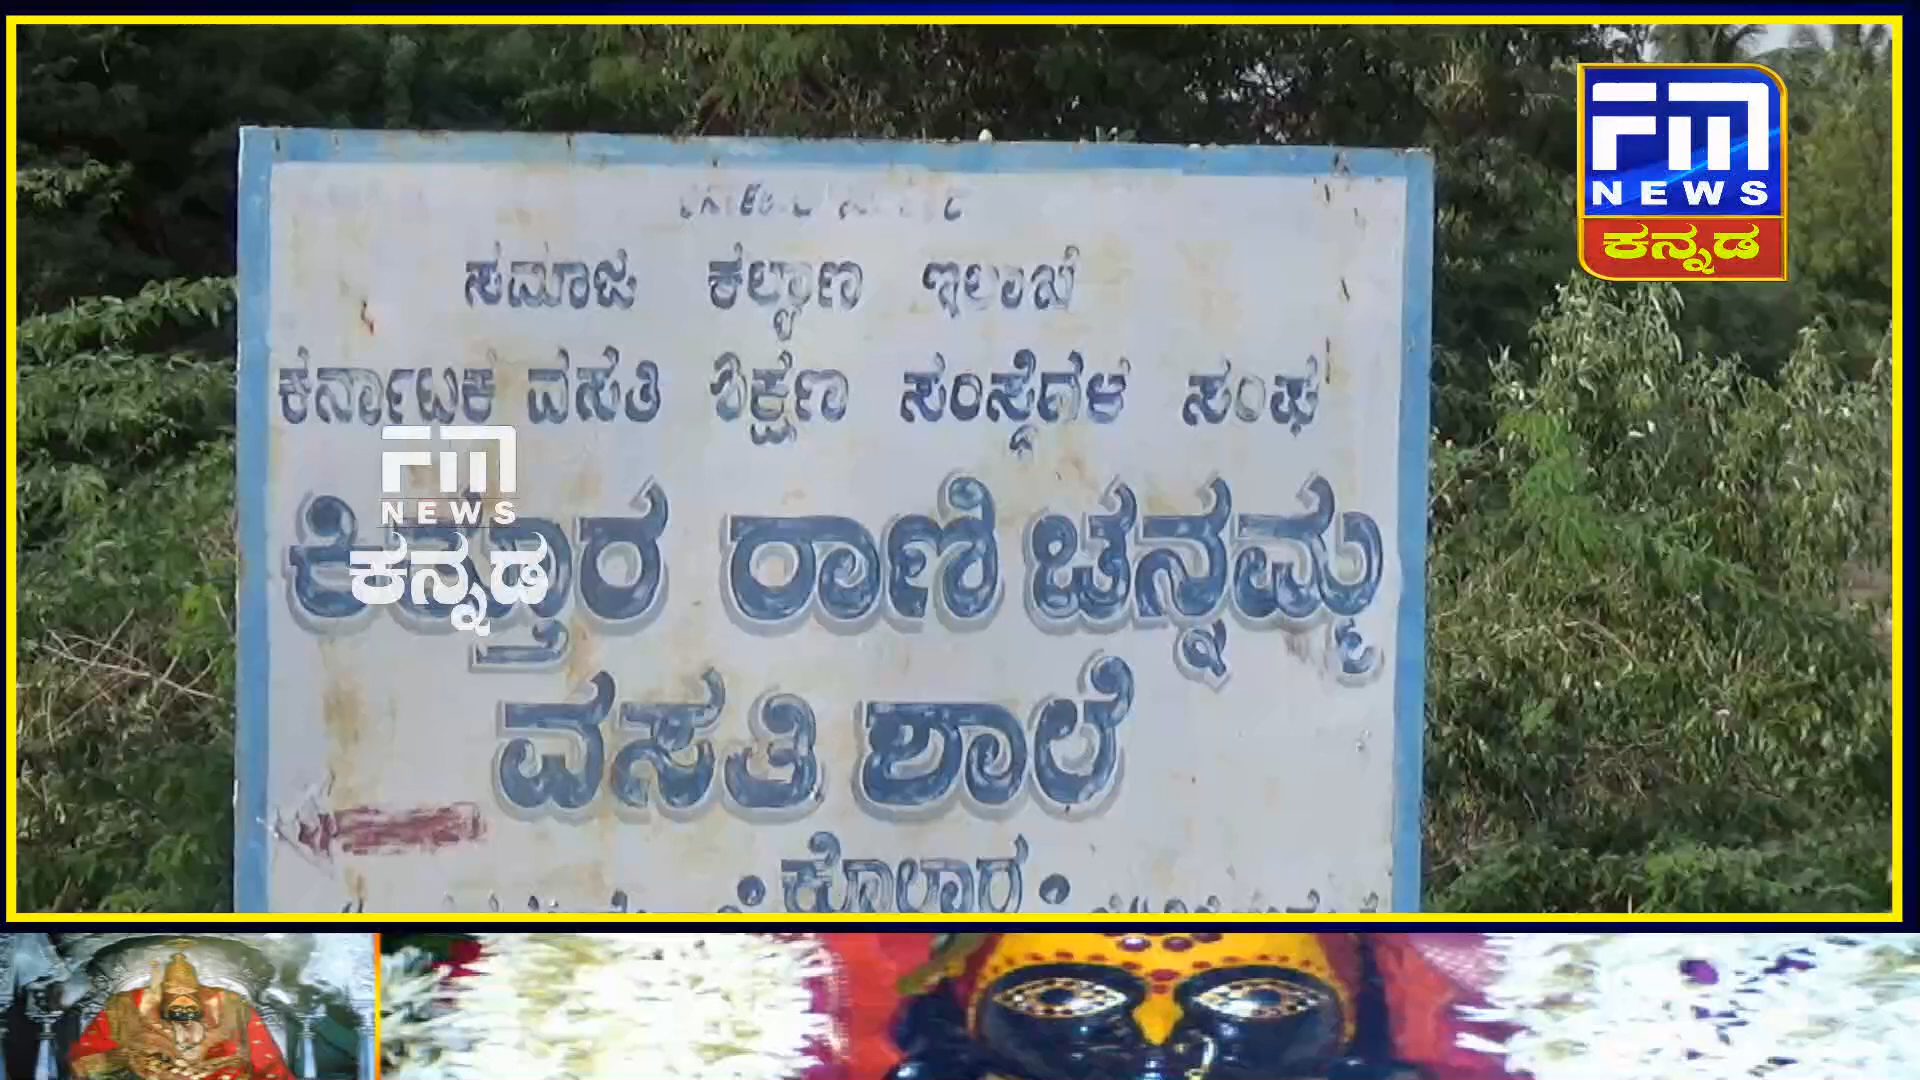 FM
NEWS
ಕನ್ನಡ
ಸಮಾಜ ಕಲ್ಯಾಣ ಇಲಾಖೆ
ಕರ್ನಾಟಕ ವಸತಿ ಶಿಕ್ಷಣ ಸಂಸ್ಥೆಗಳ ಸಂಘ
FM
NEWS
ಕನ್ನಡ
ಕಿತ್ತೂರ ರಾಣಿ ಚನ್ನಮ್ಮ
ವಸತಿ ಶಾಲೆ
• ಕೊಲಾರ •